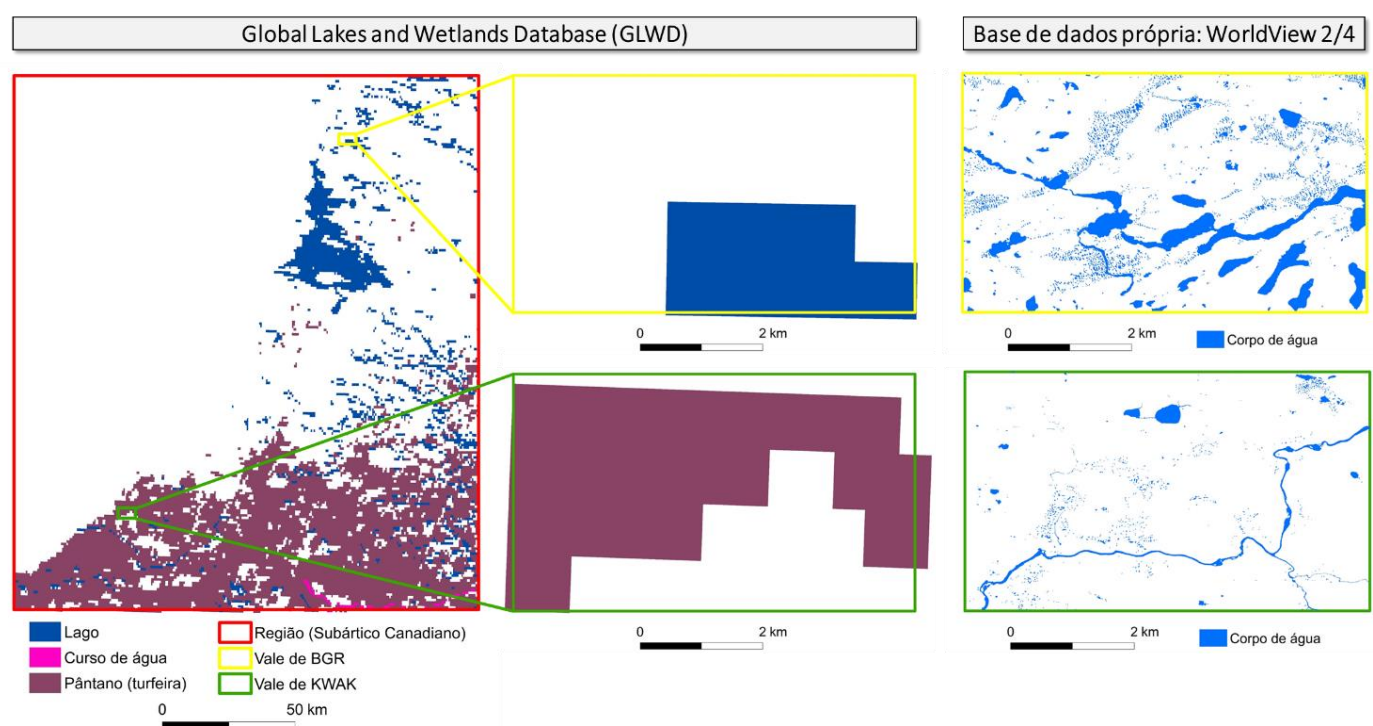 Global Lakes and Wetlands Database (GLWD)
Base de dados própria: WorldView 2/4
0 2 km
0 2 km
Corpo de água
0 2 km
0 2 km
Corpo de água
Lago
Curso de água
Pântano (turfeira)
Região (Subártico Canadiano)
Vale de BGR
Vale de KWAK
0 50 km